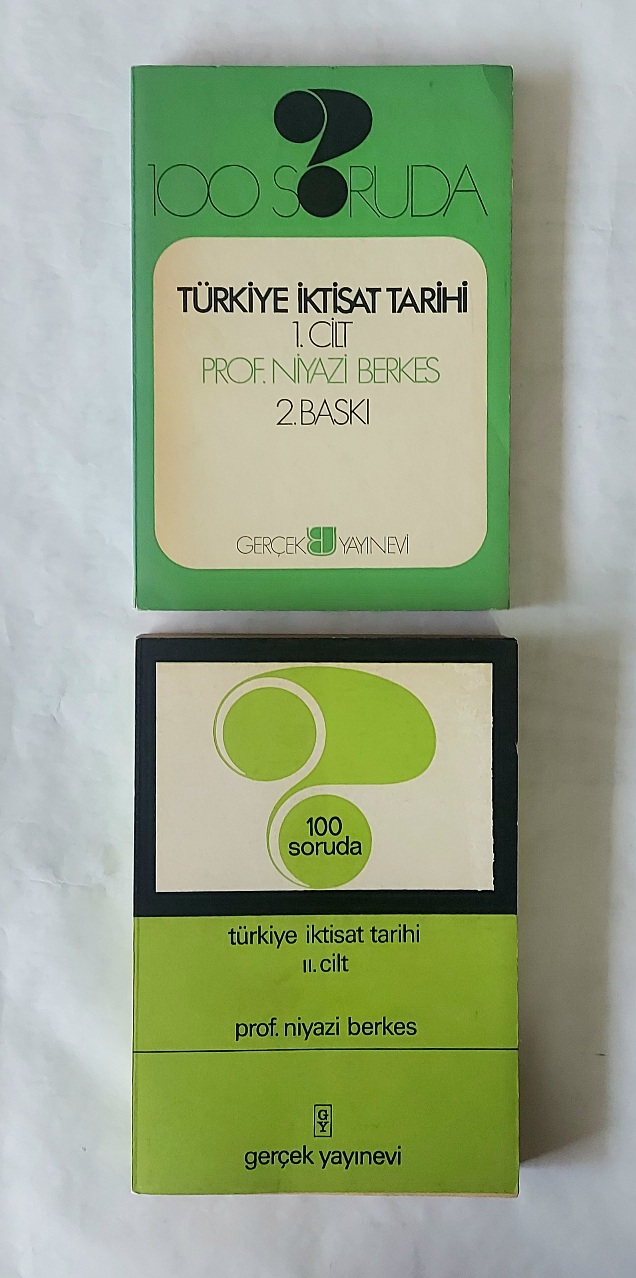 100 SORUDA
TÜRKİYE İKTİSAT TARİHİ
1. CİLT
PROF. NİYAZİ BERKES
2. BASKI
GERÇEK YAYINEVİ
100
soruda
türkiye iktisat tarihi
II. cilt
prof. niyazi berkes
GY
gerçek yayınevi